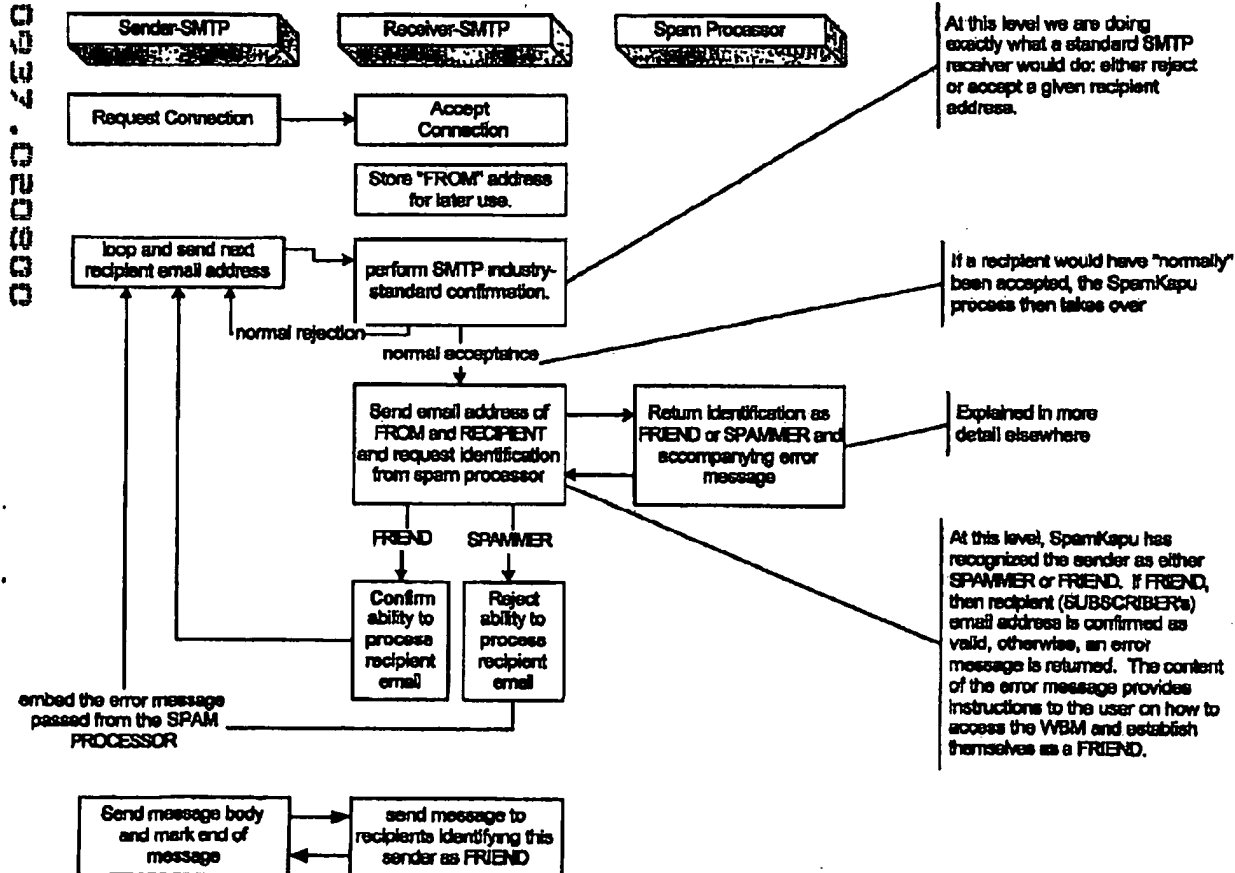 Sender-SMTP
Receiver-SMTP
Spam Processor
At this level we are doing
exactly what a standard SMTP
receiver would do: either reject
or accept a given recipient
address.
Request Connection
Accept
Connection
Store "FROM" address
for later use.
loop and send next
recipient email address
perform SMTP industry-
standard confirmation.
If a recipient would have "normally"
been accepted, the SpamKapu
process then takes over
normal rejection
normal acceptance
Send email address of
FROM and RECIPIENT
and request identification
from spam processor
Return identification as
FRIEND or SPAMMER and
accompanying error
message
Explained in more
detail elsewhere
FRIEND
SPAMMER
At this level, SpamKapu has
recognized the sender as either
SPAMMER or FRIEND. If FRIEND,
then recipient (SUBSCRIBER's)
email address is confirmed as
valid, otherwise, an error
message is returned. The content
of the error message provides
instructions to the user on how to
access the WBM and establish
themselves as a FRIEND.
Confirm
ability to
process
recipient
email
Reject
ability to
process
recipient
email
embed the error message
passed from the SPAM
PROCESSOR
Send message body
and mark end of
message
send message to
recipients identifying this
sender as FRIEND